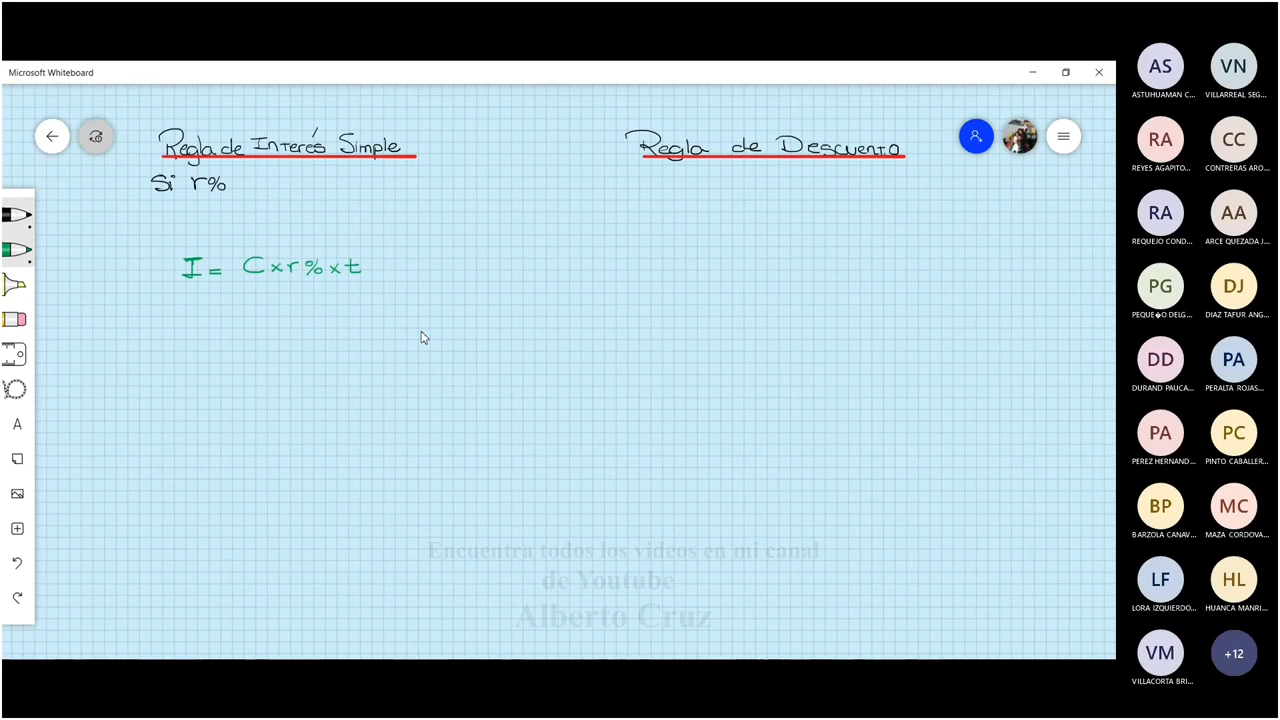 Microsoft Whiteboard
Regla de Interés Simple
Regla de Descuento
Si r%
I = C x r% x t
A
Encuentra todos los videos en mi canal
de Youtube
Alberto Cruz
AS
VN
ASTUHUAMAN C...
VILLARREAL SEG...
RA
CC
REYES AGAPITO...
CONTRERAS ARO...
RA
AA
REQUEJO COND...
ARCE QUEZADA J...
PG
DJ
PEQUE�O DELG...
DIAZ TAFUR ANG...
DD
PA
DURAND PAUCA...
PERALTA ROJAS...
PA
PC
PEREZ HERNAND...
PINTO CABALLER...
BP
MC
BARZOLA CANAV...
MAZA CORDOVA...
LF
HL
LORA IZQUIERDO...
HUANCA MANRI...
VM
+12
VILLACORTA BRI...